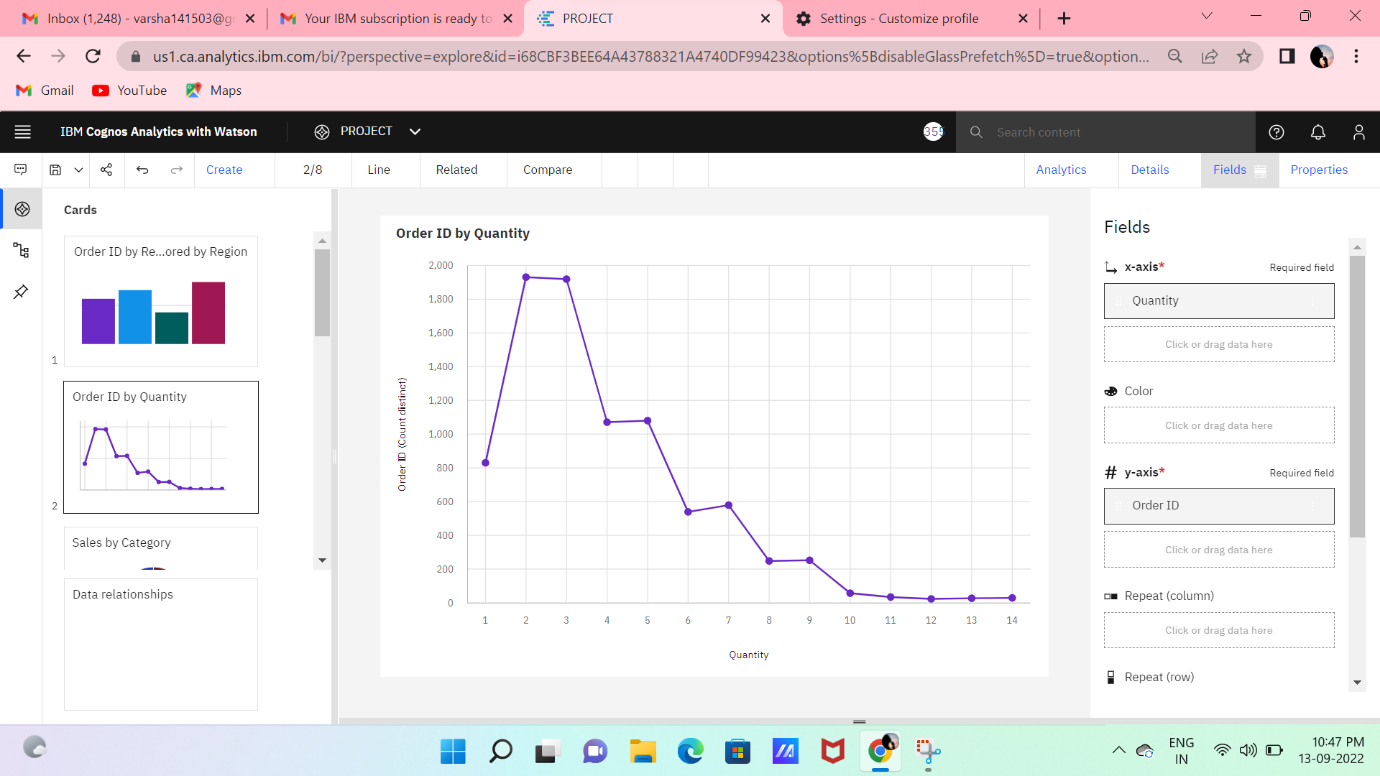 Inbox (1,248) - varsha141503@g
Your IBM subscription is ready to
PROJECT
Settings - Customize profile
us1.ca.analytics.ibm.com/bi/?perspective=explore&id=i68CBF3BEE64A43788321A4740DF99423&options%5BdisableGlassPrefetch%5D=true&option...
Gmail
YouTube
Maps
IBM Cognos Analytics with Watson
PROJECT
355
Search content
Create
2/8
Line
Related
Compare
Analytics
Details
Fields
Properties
Cards
Order ID by Re...ored by Region
1
Order ID by Quantity
2
Sales by Category
Data relationships
Order ID by Quantity
Order ID (Count distinct)
2,000
1,800
1,600
1,400
1,200
1,000
800
600
400
200
0
1 2 3 4 5 6 7 8 9 10 11 12 13 14
Quantity
Fields
x-axis* Required field
Quantity
Click or drag data here
Color
Click or drag data here
# y-axis* Required field
Order ID
Click or drag data here
Repeat (column)
Click or drag data here
Repeat (row)
ENG
IN
10:47 PM
13-09-2022